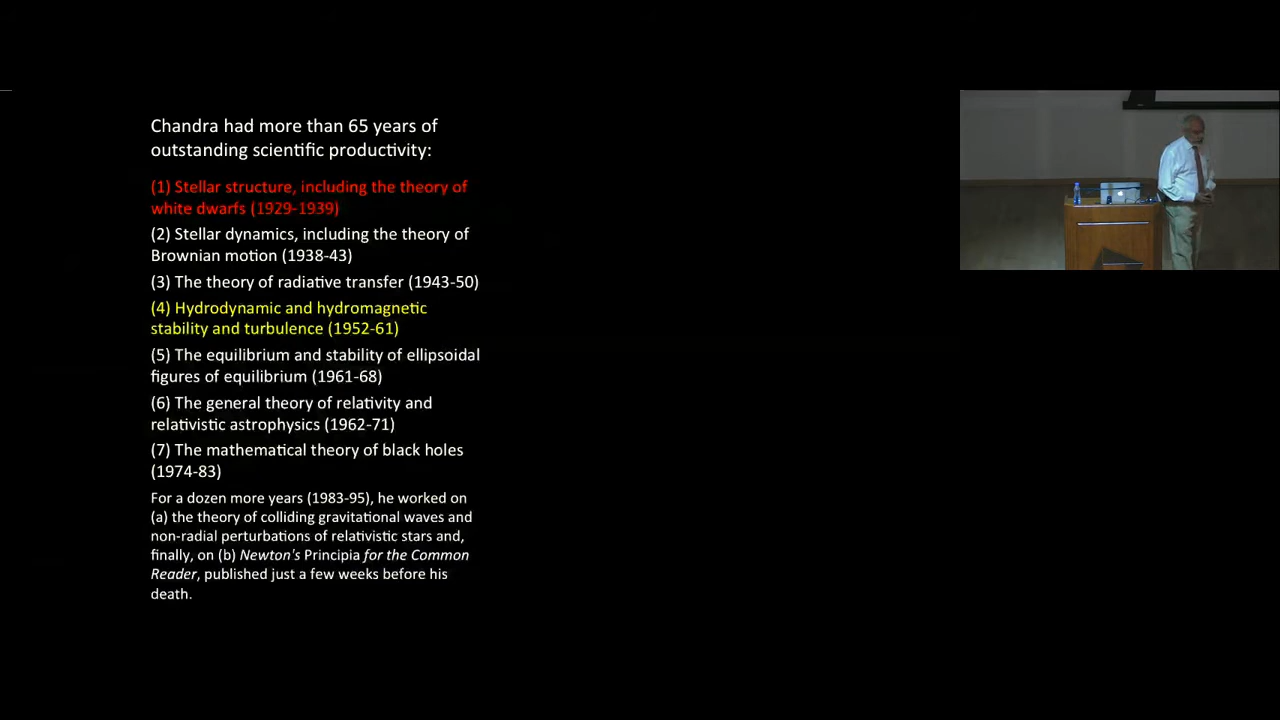 Chandra had more than 65 years of
outstanding scientific productivity:
(1) Stellar structure, including the theory of
white dwarfs (1929-1939)
(2) Stellar dynamics, including the theory of
Brownian motion (1938-43)
(3) The theory of radiative transfer (1943-50)
(4) Hydrodynamic and hydromagnetic
stability and turbulence (1952-61)
(5) The equilibrium and stability of ellipsoidal
figures of equilibrium (1961-68)
(6) The general theory of relativity and
relativistic astrophysics (1962-71)
(7) The mathematical theory of black holes
(1974-83)
For a dozen more years (1983-95), he worked on
(a) the theory of colliding gravitational waves and
non-radial perturbations of relativistic stars and,
finally, on (b) Newton's Principia for the Common
Reader, published just a few weeks before his
death.